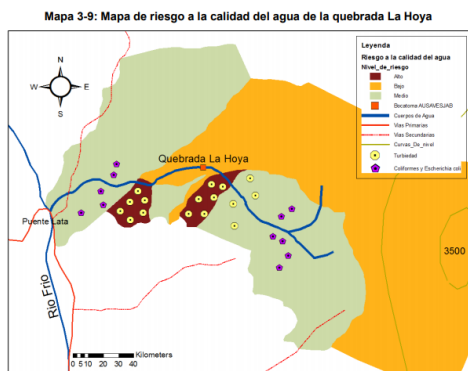 Mapa 3-9: Mapa de riesgo a la calidad del agua de la quebrada La Hoya
N
W
E
S
Leyenda
Riesgo a la calidad del agua
Nivel_de_riesgo
Alto
Bajo
Medio
Bocatoma AUSAVESJAB
Cuerpos de Agua
Vias Primarias
Vias Secundarias
Curvas_De_nivel
Turbiedad
Coliformes y Escherichia coli
Quebrada La Hoya
Puente Lata
Río Frío
3500
Kilometers
0 5 10 20 30 40